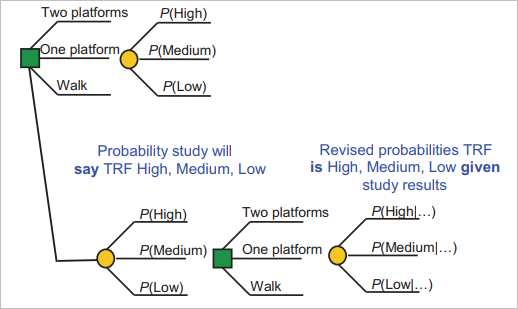 Two platforms
P(High)
One platform
P(Medium)
Walk
P(Low)
Probability study will
say TRF High, Medium, Low
Revised probabilities TRF
is High, Medium, Low given
study results
P(High)
Two platforms
P(High|…)
P(Medium)
One platform
P(Medium|…)
P(Low)
Walk
P(Low|…)